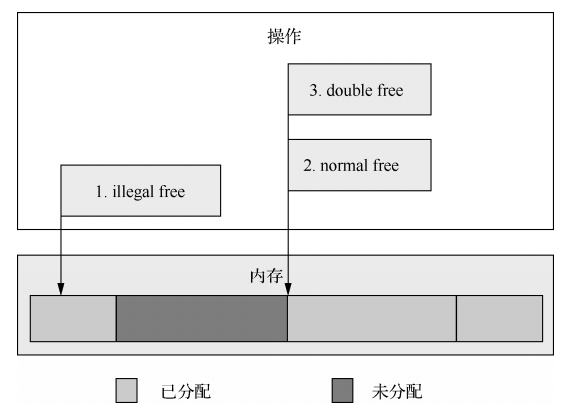 操作
3. double free
2. normal free
1. illegal free
内存
已分配
未分配